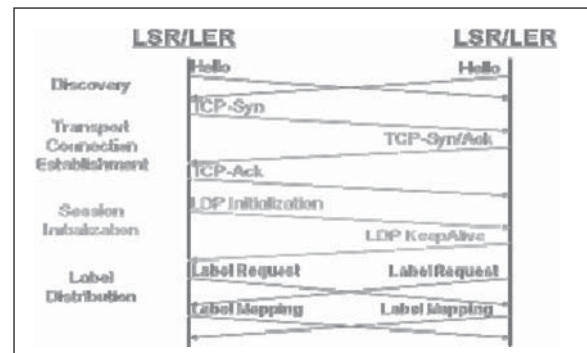 LSR/LER LSR/LER
Hello Hello
Discovery
TCP-Syn
Transport
Connection
Establishment
TCP-Syn/Ack
TCP-Ack
LDP Initialization
Session
Initialization
LDP KeepAlive
Label Request Label Request
Label
Distribution
Label Mapping Label Mapping